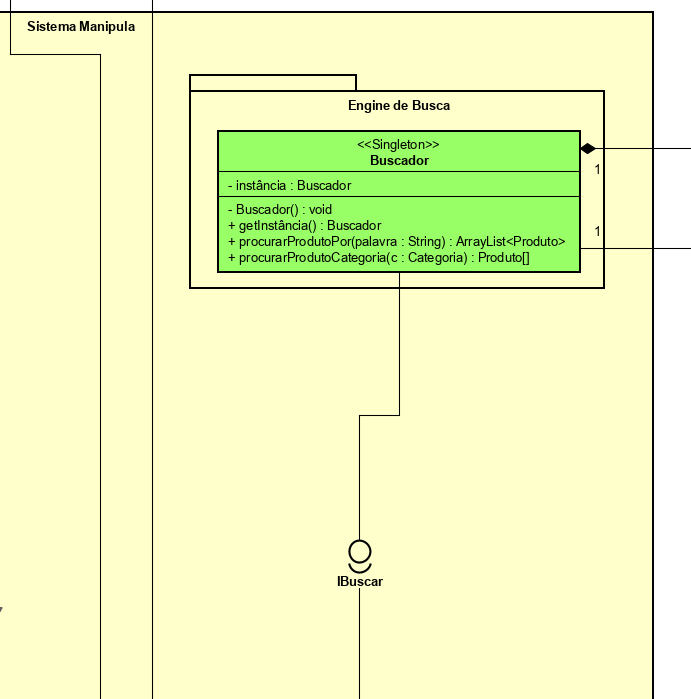 Sistema Manipula
Engine de Busca
<<Singleton>>
Buscador
- instância : Buscador
- Buscador() : void
+ getInstância() : Buscador
+ procurarProdutoPor(palavra : String) : ArrayList<Produto>
+ procurarProdutoCategoria(c : Categoria) : Produto[]
1
1
IBuscar